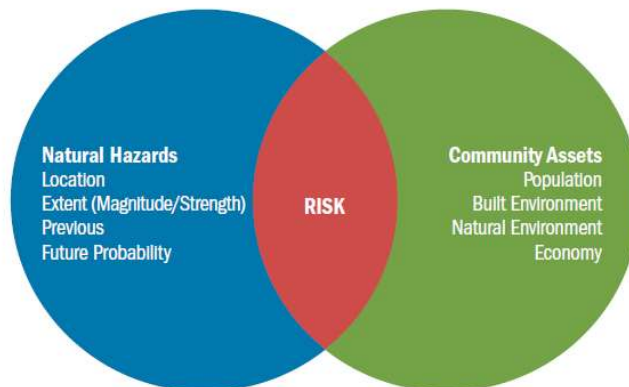 Natural Hazards
Location
Extent (Magnitude/Strength)
Previous
Future Probability
RISK
Community Assets
Population
Built Environment
Natural Environment
Economy